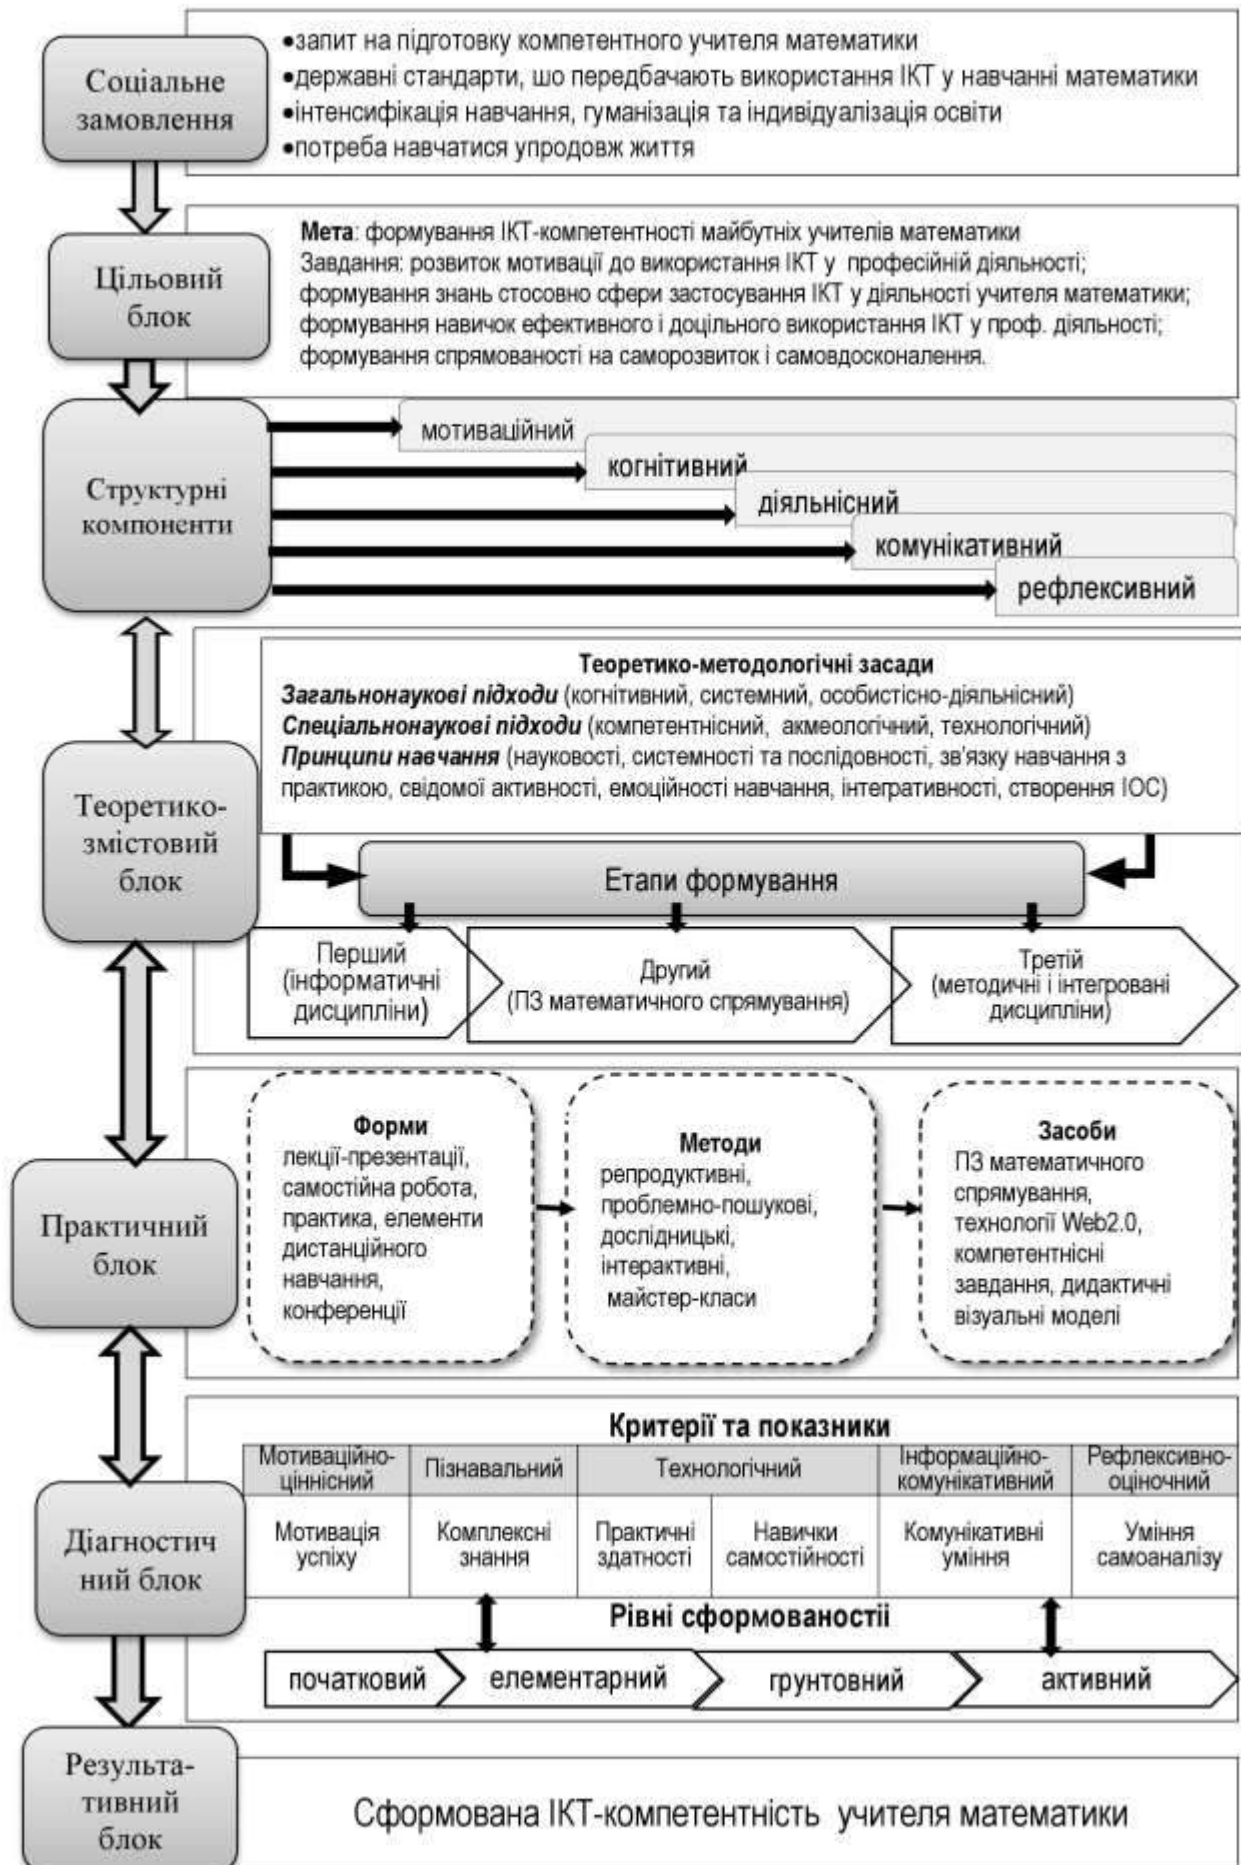 Соціальне
замовлення
•запит на підготовку компетентного учителя математики
•державні стандарти, шо передбачають використання ІКТ у навчанні математики
•інтенсифікація навчання, гуманізація та індивідуалізація освіти
•потреба навчатися упродовж життя
Цільовий
блок
Мета: формування ІКТ-компетентності майбутніх учителів математики
Завдання: розвиток мотивації до використання ІКТ у професійній діяльності;
формування знань стосовно сфери застосування ІКТ у діяльності учителя математики;
формування навичок ефективного і доцільного використання ІКТ у проф. діяльності;
формування спрямованості на саморозвиток і самовдосконалення.
Структурні
компоненти
мотиваційний
когнітивний
діяльнісний
комунікативний
рефлексивний
Теоретико-
змістовий
блок
Теоретико-методологічні засади
Загальнонаукові підходи (когнітивний, системний, особистісно-діяльнісний)
Спеціальнонаукові підходи (компетентнісний, акмеологічний, технологічний)
Принципи навчання (науковості, системності та послідовності, зв’язку навчання з
практикою, свідомої активності, емоційності навчання, інтегративності, створення ІОС)
Етапи формування
Перший
(інформатичні
дисципліни)
Другий
(ПЗ математичного спрямування)
Третій
(методичні і інтегровані
дисципліни)
Практичний
блок
Форми
лекції-презентації,
самостійна робота,
практика, елементи
дистанційного
навчання,
конференції
Методи
репродуктивні,
проблемно-пошукові,
дослідницькі,
інтерактивні,
майстер-класи
Засоби
ПЗ математичного
спрямування,
технології Web2.0,
компетентнісні
завдання, дидактичні
візуальні моделі
Діагностич
ний блок
Критерії та показники
Мотиваційно-
ціннісний
Пізнавальний
Технологічний
Інформаційно-
комунікативний
Рефлексивно-
оціночний
Мотивація
успіху
Комплексні
знання
Практичні
здатності
Навички
самостійності
Комунікативні
уміння
Уміння
самоаналізу
Рівні сформованостіі
початковий
елементарний
грунтовний
активний
Результа-
тивний
блок
Сформована ІКТ-компетентність учителя математики